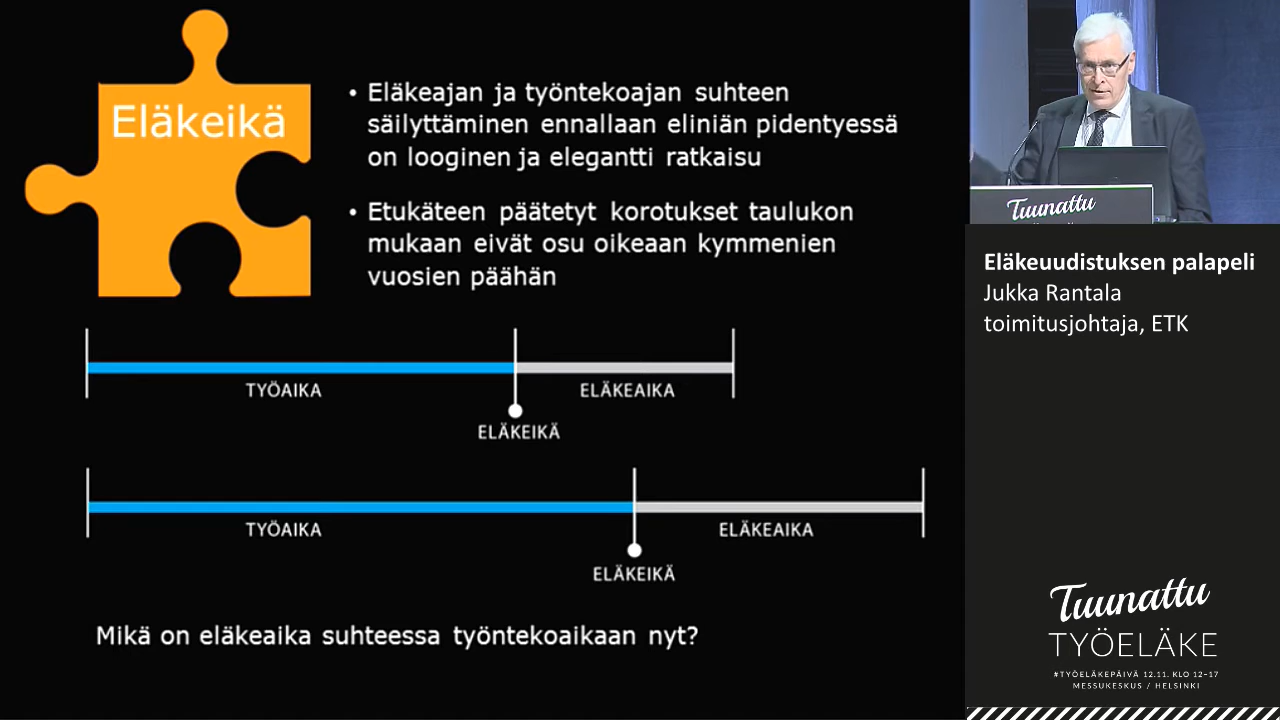 Eläkeikä
• Eläkeajan ja työntekoajan suhteen
säilyttäminen ennallaan eliniän pidentyessä
on looginen ja elegantti ratkaisu
• Etukäteen päätetyt korotukset taulukon
mukaan eivät osu oikeaan kymmenien
vuosien päähän
TYÖAIKA
ELÄKEAIKA
ELÄKEIKÄ
TYÖAIKA
ELÄKEAIKA
ELÄKEIKÄ
Mikä on eläkeaika suhteessa työntekoaikaan nyt?
Tuunattu
Eläkeuudistuksen palapeli
Jukka Rantala
toimitusjohtaja, ETK
Tuunattu
TYÖELÄKE
#TYÖELÄKEPÄIVÄ 12.11. KLO 12–17
MESSUKESKUS / HELSINKI